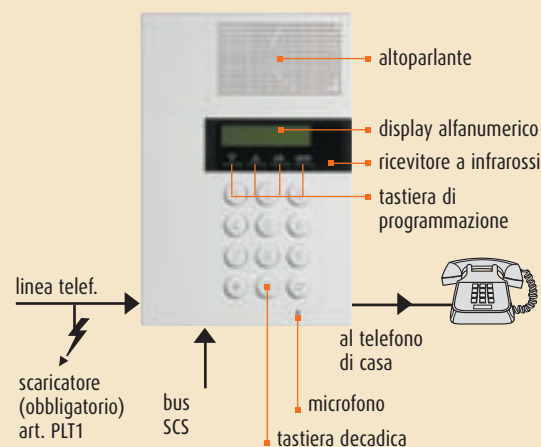 altoparlante
display alfanumerico
ricevitore a infrarossi
tastiera di
programmazione
linea telef.
scaricatore
(obbligatorio)
art. PLT1
bus
SCS
al telefono
di casa
microfono
tastiera decadica